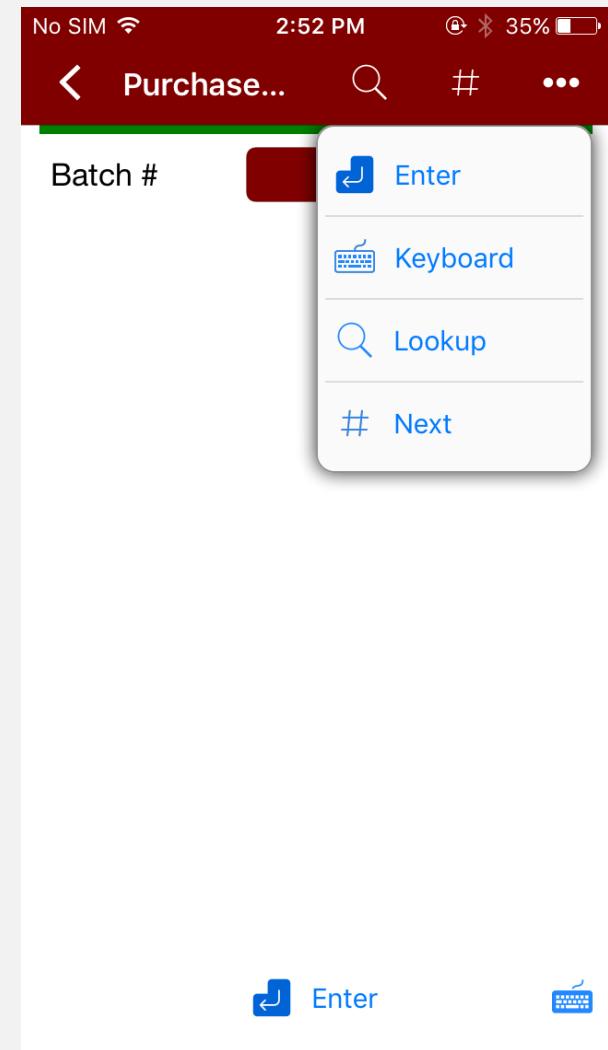 No SIM 2:52 PM 35%
Purchase... # •••
Batch #
Enter
Keyboard
Lookup
# Next
Enter